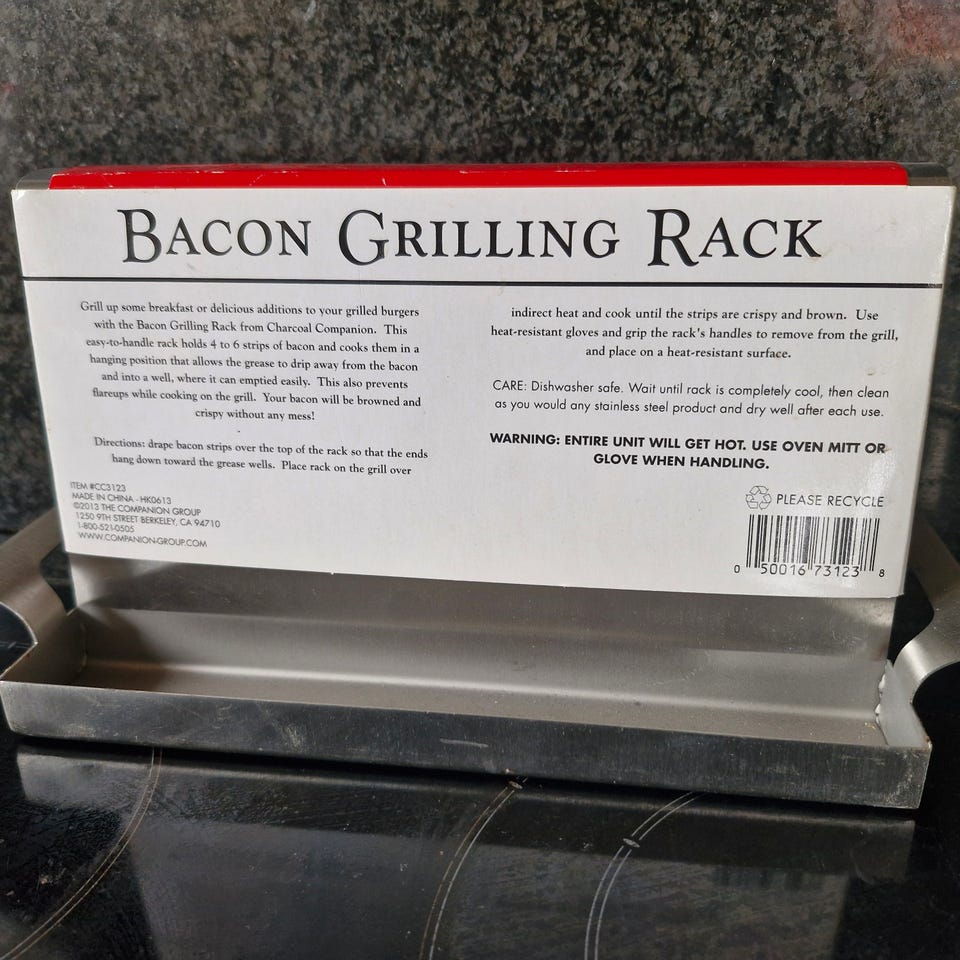 BACON GRILLING RACK
Grill up some breakfast or delicious additions to your grilled burgers
with the Bacon Grilling Rack from Charcoal Companion. This
easy-to-handle rack holds 4 to 6 strips of bacon and cooks them in a
hanging position that allows the grease to drip away from the bacon
and into a well, where it can emptied easily. This also prevents
flareups while cooking on the grill. Your bacon will be browned and
crispy without any mess!
Directions: drape bacon strips over the top of the rack so that the ends
hang down toward the grease wells. Place rack on the grill over
ITEM #CC3123
MADE IN CHINA - HK0613
©2013 THE COMPANION GROUP
1250 9TH STREET BERKELEY, CA 94710
1-800-521-0505
WWW.COMPANION-GROUP.COM
indirect heat and cook until the strips are crispy and brown. Use
heat-resistant gloves and grip the rack's handles to remove from the grill,
and place on a heat-resistant surface.
CARE: Dishwasher safe. Wait until rack is completely cool, then clean
as you would any stainless steel product and dry well after each use.
WARNING: ENTIRE UNIT WILL GET HOT. USE OVEN MITT OR
GLOVE WHEN HANDLING.
PLEASE RECYCLE
0 50016 73123 8